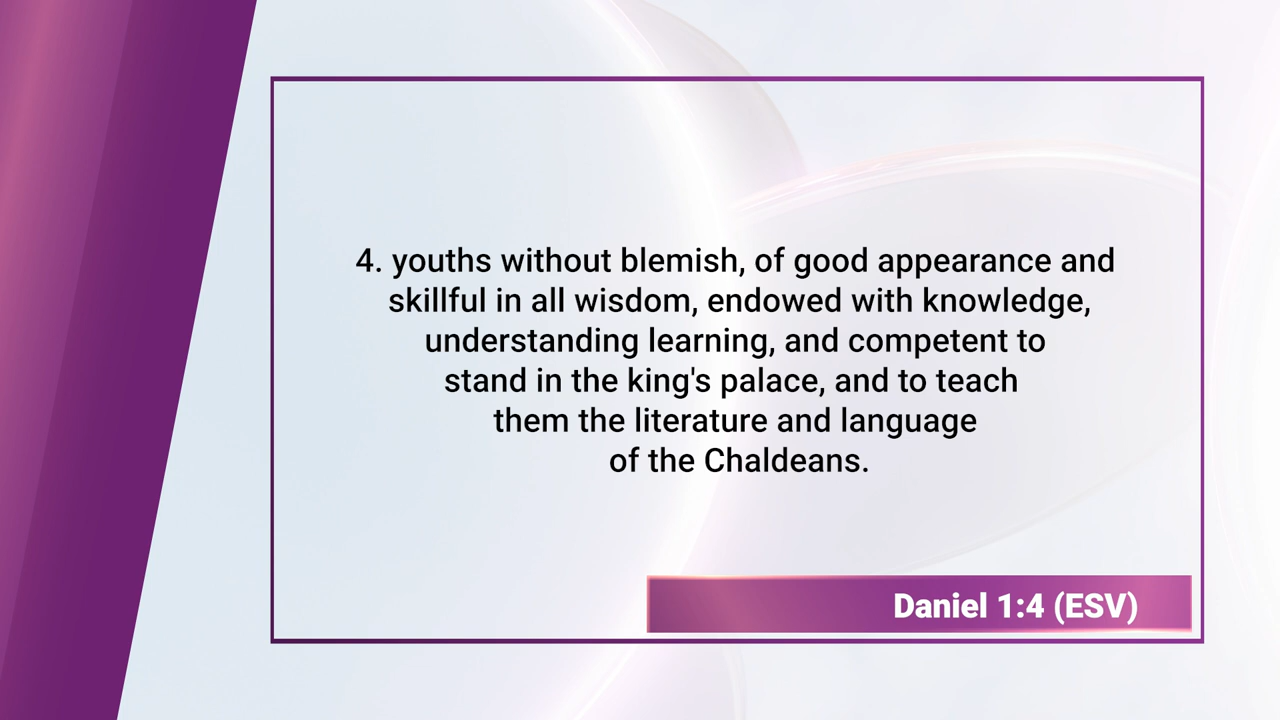 4. youths without blemish, of good appearance and
skillful in all wisdom, endowed with knowledge,
understanding learning, and competent to
stand in the king's palace, and to teach
them the literature and language
of the Chaldeans.
Daniel 1:4 (ESV)